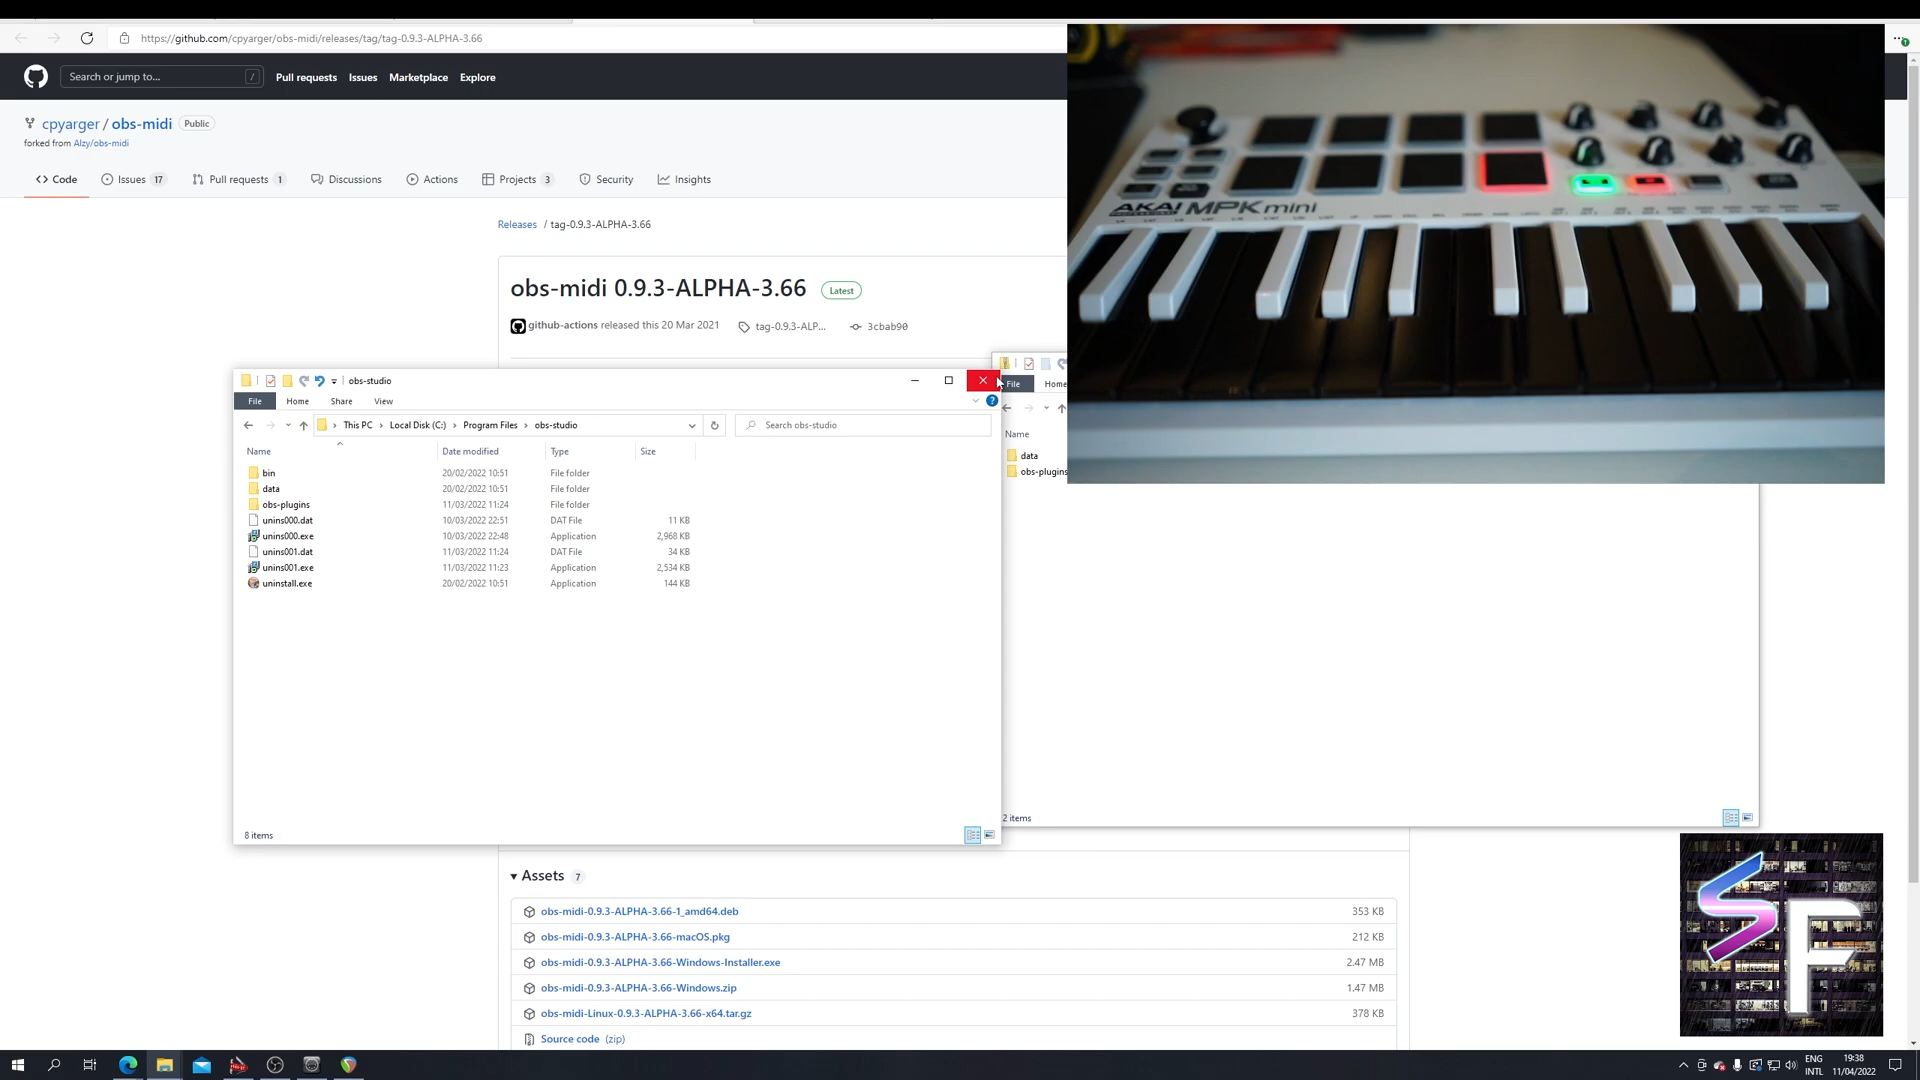 https://github.com/cpyarger/obs-midi/releases/tag/tag-0.9.3-ALPHA-3.66
Search or jump to... /
Pull requests Issues Marketplace Explore
cpyarger / obs-midi Public
forked from Alzy/obs-midi
Code Issues 17 Pull requests 1 Discussions Actions Projects 3 Security Insights
Releases / tag-0.9.3-ALPHA-3.66
obs-midi 0.9.3-ALPHA-3.66 Latest
github-actions released this 20 Mar 2021 tag-0.9.3-ALP... 3cbab90
AKAI MPK mini
PROFESSIONAL
obs-studio
File Home Share View
This PC Local Disk (C:) Program Files obs-studio
Search obs-studio
Name Date modified Type Size
bin 20/02/2022 10:51 File folder
data 20/02/2022 10:51 File folder
obs-plugins 11/03/2022 11:24 File folder
unins000.dat 10/03/2022 22:51 DAT File 11 KB
unins000.exe 10/03/2022 22:48 Application 2,968 KB
unins001.dat 11/03/2022 11:24 DAT File 34 KB
unins001.exe 11/03/2022 11:23 Application 2,534 KB
uninstall.exe 20/02/2022 10:51 Application 144 KB
8 items
File Home
Name
data
obs-plugins
2 items
Assets 7
obs-midi-0.9.3-ALPHA-3.66-1_amd64.deb 353 KB
obs-midi-0.9.3-ALPHA-3.66-macOS.pkg 212 KB
obs-midi-0.9.3-ALPHA-3.66-Windows-Installer.exe 2.47 MB
obs-midi-0.9.3-ALPHA-3.66-Windows.zip 1.47 MB
obs-midi-Linux-0.9.3-ALPHA-3.66-x64.tar.gz 378 KB
Source code (zip)
SF
ENG
INTL
19:38
11/04/2022